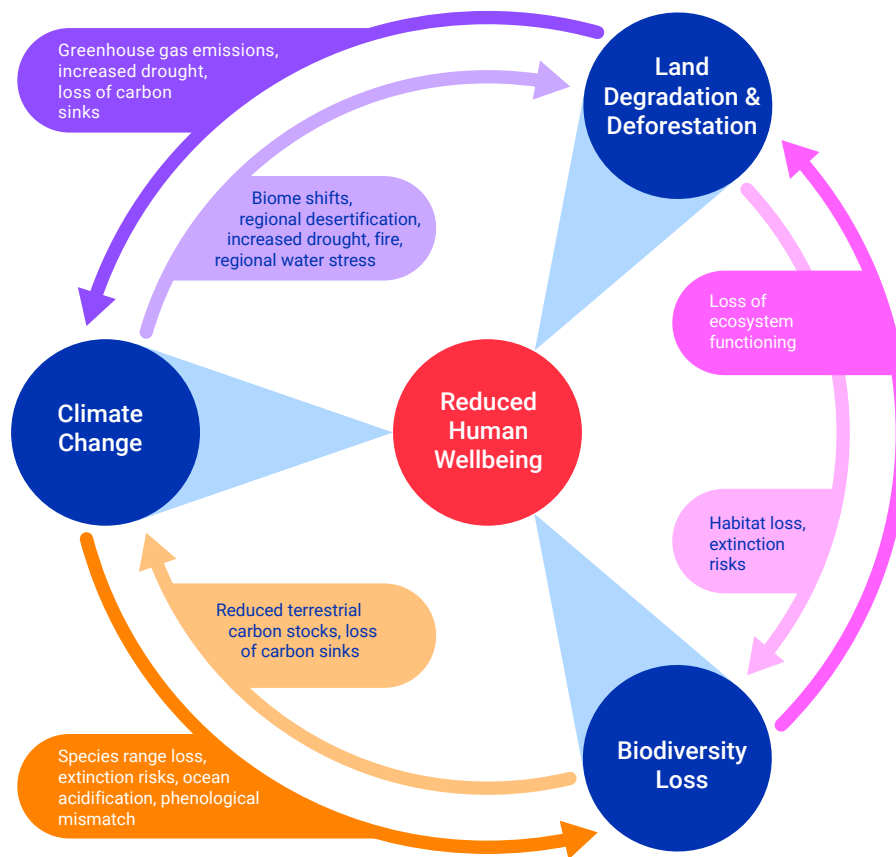 Greenhouse gas emissions,
increased drought,
loss of carbon
sinks
Land
Degradation &
Deforestation
Biome shifts,
regional desertification,
increased drought, fire,
regional water stress
Loss of
ecosystem
functioning
Climate
Change
Reduced
Human
Wellbeing
Habitat loss,
extinction
risks
Reduced terrestrial
carbon stocks, loss
of carbon sinks
Species range loss,
extinction risks, ocean
acidification, phenological
mismatch
Biodiversity
Loss